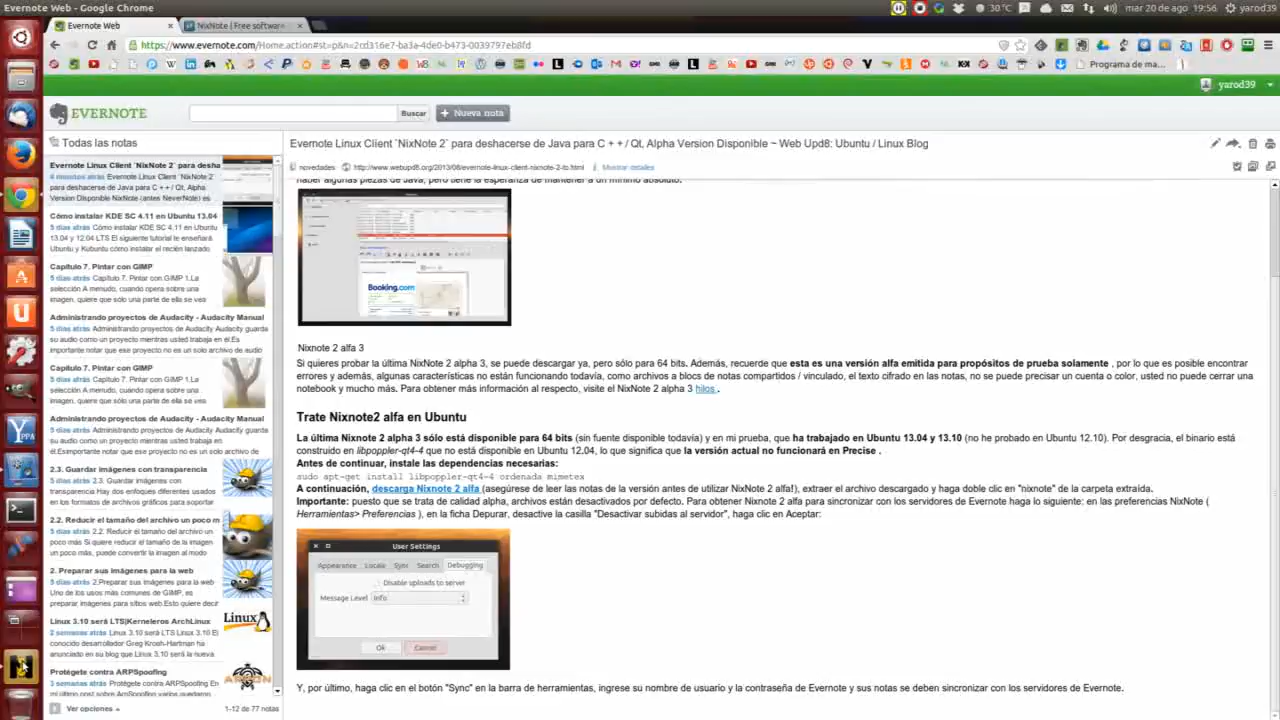 Evernote Web - Google Chrome
30°C
mar 20 de ago 19:56
yarod39
Evernote Web
NixNote | Free software
https://www.evernote.com/Home.action#st=p&n=2cd316e7-ba3a-4de0-b473-0039797eb8fd
Programa de ma...
yarod39
EVERNOTE
Buscar
+ Nueva nota
Todas las notas
Evernote Linux Client `NixNote 2` para desha
4 minutos atrás Evernote Linux Client `NixNote 2`
para deshacerse de Java para C + + / Qt, Alpha
Version Disponible NixNote (antes NeverNote) es
Cómo instalar KDE SC 4.11 en Ubuntu 13.04
5 días atrás Cómo instalar KDE SC 4.11 en Ubuntu
13.04 y 12.04 LTS El siguiente tutorial le enseñará
Ubuntu y Kubuntu cómo instalar el recién lanzado
Capítulo 7. Pintar con GIMP
5 días atrás Capítulo 7. Pintar con GIMP 1.La
selección A menudo, cuando opera sobre una
imagen, quiere que sólo una parte de ella se vea
Administrando proyectos de Audacity - Audacity Manual
5 días atrás Administrando proyectos de Audacity Audacity guarda
su audio como un proyecto mientras usted trabaja en él.Es
importante notar que ese proyecto no es un solo archivo de audio
Capítulo 7. Pintar con GIMP
5 días atrás Capítulo 7. Pintar con GIMP 1.La
selección A menudo, cuando opera sobre una
imagen, quiere que sólo una parte de ella se vea
Administrando proyectos de Audacity - Audacity Manual
5 días atrás Administrando proyectos de Audacity Audacity guarda
su audio como un proyecto mientras usted trabaja en
él.Esimportante notar que ese proyecto no es un solo archivo de
2.3. Guardar imágenes con transparencia
5 días atrás 2.3. Guardar imágenes con
transparencia Hay dos enfoques diferentes usados
en los formatos de archivos gráficos para soportar
2.2. Reducir el tamaño del archivo un poco m
5 días atrás 2.2. Reducir el tamaño del archivo un
poco más Si quiere reducir el tamaño de la imagen
un poco más, puede convertir la imagen al modo
2. Preparar sus imágenes para la web
5 días atrás 2.Preparar sus imágenes para la web
Uno de los usos más comunes de GIMP, es
preparar imágenes para sitios web.Esto quiere decir
Linux 3.10 será LTS|Kerneleros ArchLinux
2 semanas atrás Linux 3.10 será LTS Linux 3.10 El
conocido desarrollador Greg Kroah-Hartman ha
anunciado en su blog que Linux 3.10 será la nueva
Linux
Protégete contra ARPSpoofing
3 semanas atrás Protégete contra ARPSpoofing En
mi último post sobre ArpSpoofing varios quedaron
Ver opciones
1-12 de 77 notas
Evernote Linux Client `NixNote 2` para deshacerse de Java para C + + / Qt, Alpha Version Disponible ~ Web Upd8: Ubuntu / Linux Blog
novedades
http://www.webupd8.org/2013/08/evernote-linux-client-nixnote-2-to.html
Mostrar detalles
haber algunas piezas de Java, pero tiene la esperanza de mantener a un mínimo absoluto.
Booking.com
Nixnote 2 alfa 3
Si quieres probar la última NixNote 2 alpha 3, se puede descargar ya, pero sólo para 64 bits. Además, recuerde que esta es una versión alfa emitida para propósitos de prueba solamente , por lo que es posible encontrar
errores y además, algunas características no están funcionando todavía, como archivos a blocs de notas compartidos / vinculado, el texto cifrado en las notas, no se puede precisar un cuenta o color, usted no puede cerrar una
notebook y mucho más. Para obtener más información al respecto, visite el NixNote 2 alpha 3 hilos .
Trate Nixnote2 alfa en Ubuntu
La última Nixnote 2 alpha 3 sólo está disponible para 64 bits (sin fuente disponible todavía) y en mi prueba, que ha trabajado en Ubuntu 13.04 y 13.10 (no he probado en Ubuntu 12.10). Por desgracia, el binario está
construido en libpoppler-qt4-4 que no está disponible en Ubuntu 12.04, lo que significa que la versión actual no funcionará en Precise .
Antes de continuar, instale las dependencias necesarias:
sudo apt-get install libpoppler-qt4-4 ordenada mimetex
A continuación, descarga Nixnote 2 alfa (asegúrese de leer las notas de la versión antes de utilizar NixNote 2 alfa!), extraer el archivo descargado y haga doble clic en "nixnote" de la carpeta extraída.
Importante: puesto que se trata de calidad alpha, archivos están desactivados por defecto. Para obtener Nixnote 2 alfa para sincronizar con los servidores de Evernote haga lo siguiente: en las preferencias NixNote (
Herramientas> Preferencias ), en la ficha Depurar, desactive la casilla "Desactivar subidas al servidor", haga clic en Aceptar:
User Settings
Appearance Locale Sync Search Debugging
Disable uploads to server
Message Level Info
Ok Cancel
Y, por último, haga clic en el botón "Sync" en la barra de herramientas, ingrese su nombre de usuario y la contraseña de Evernote y sus notas se deben sincronizar con los servidores de Evernote.